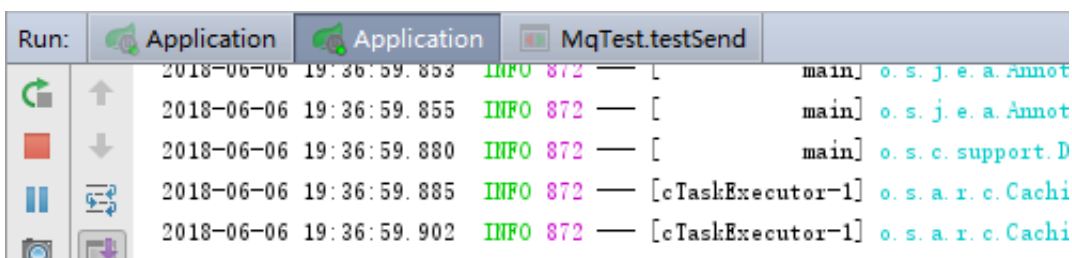 Run: Application Application MqTest.testSend
2018-06-06 19:36:59.853 INFO 872 — [ main] o.s.j.e.a.Annot
2018-06-06 19:36:59.855 INFO 872 — [ main] o.s.j.e.a.Annot
2018-06-06 19:36:59.880 INFO 872 — [ main] o.s.c.support.D
2018-06-06 19:36:59.885 INFO 872 — [cTaskExecutor-1] o.s.a.r.c.Cachi
2018-06-06 19:36:59.902 INFO 872 — [cTaskExecutor-1] o.s.a.r.c.Cachi